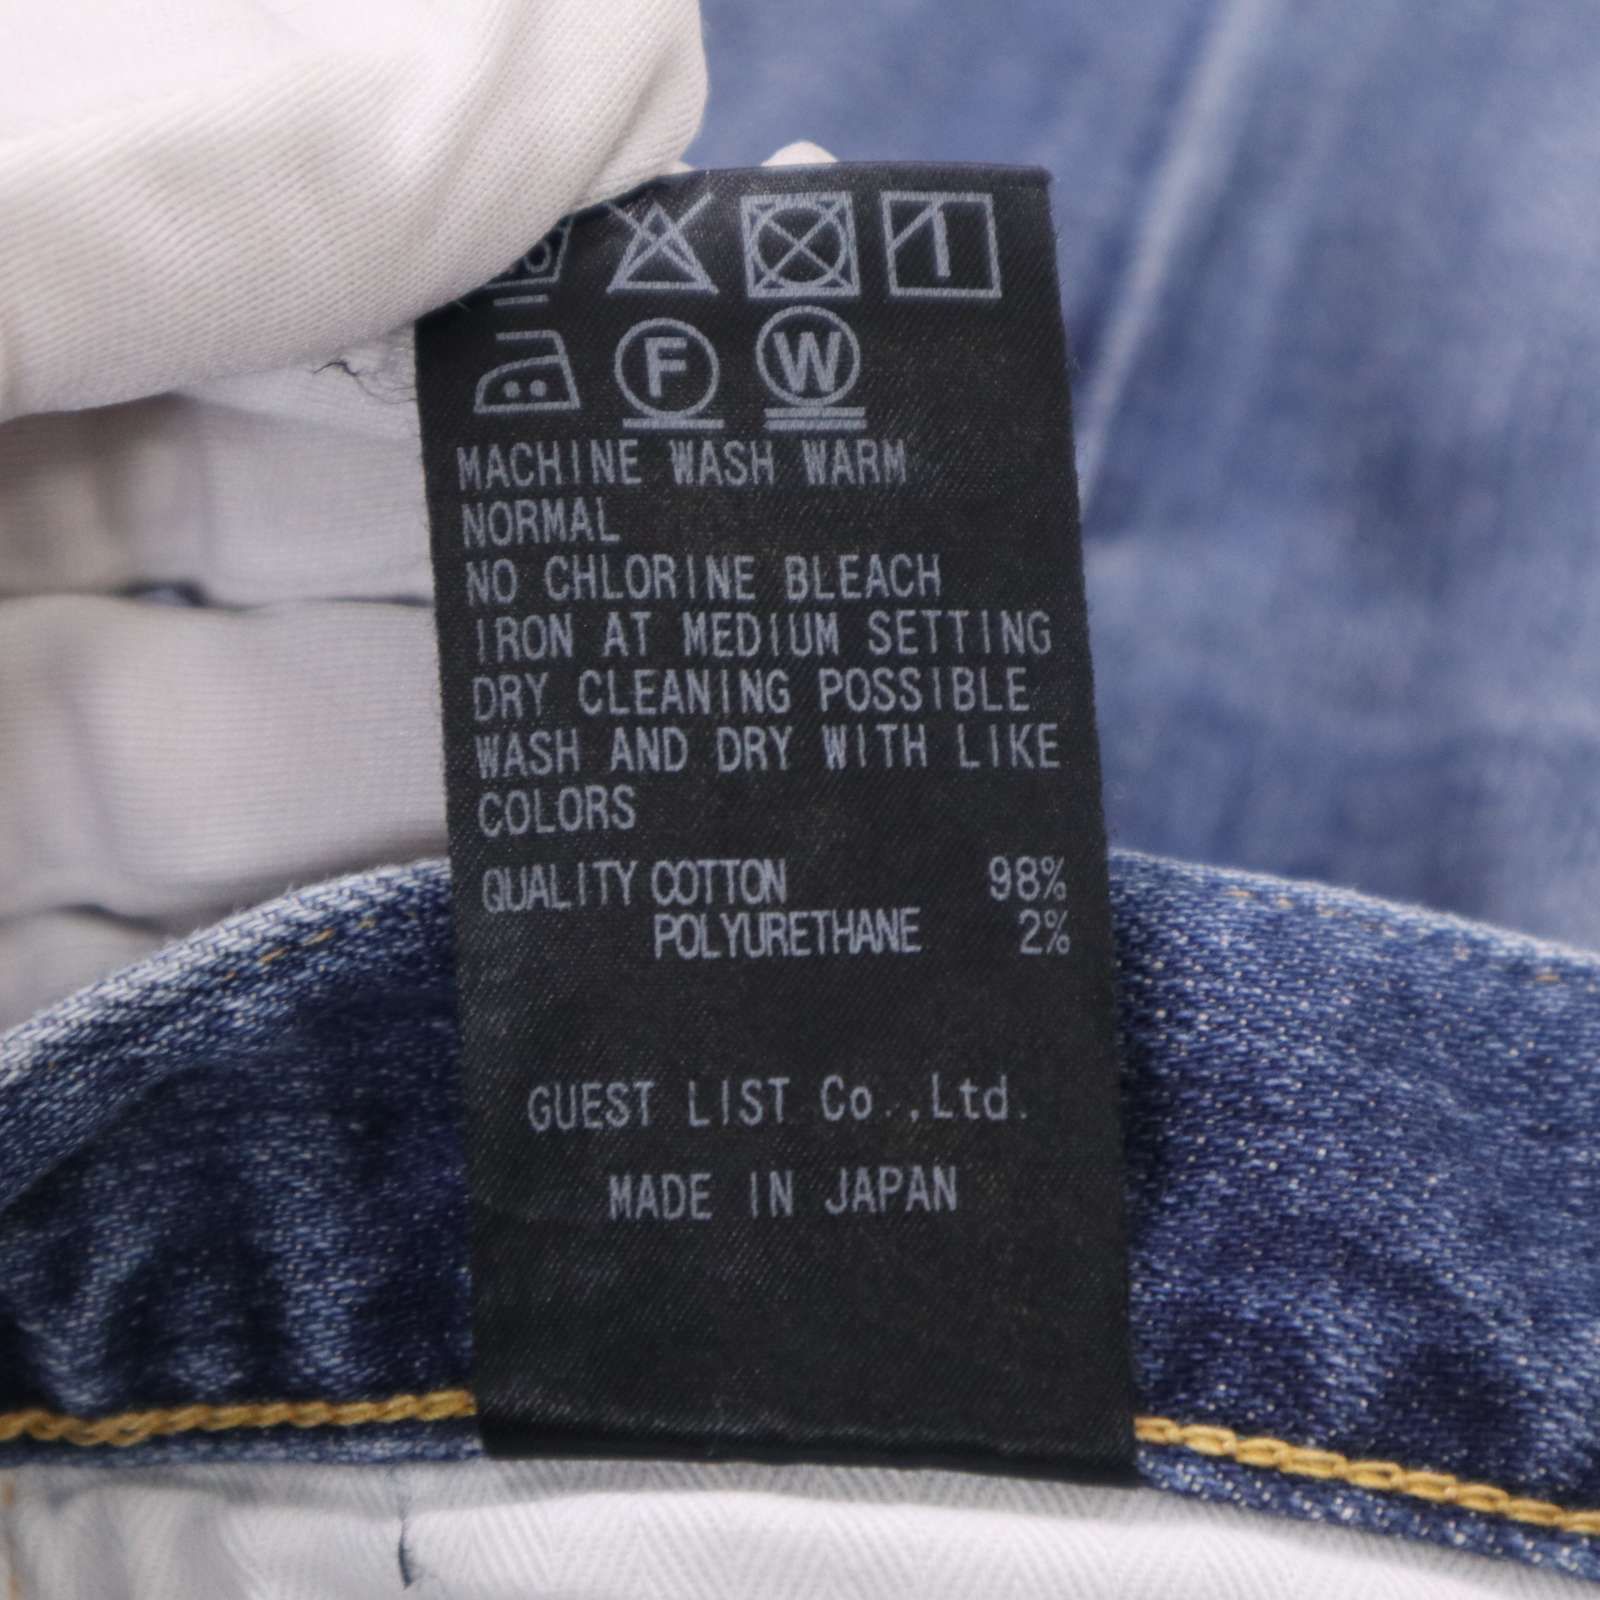 F W
MACHINE WASH WARM
NORMAL
NO CHLORINE BLEACH
IRON AT MEDIUM SETTING
DRY CLEANING POSSIBLE
WASH AND DRY WITH LIKE
COLORS
QUALITY COTTON 98%
POLYURETHANE 2%
GUEST LIST Co.,Ltd.
MADE IN JAPAN